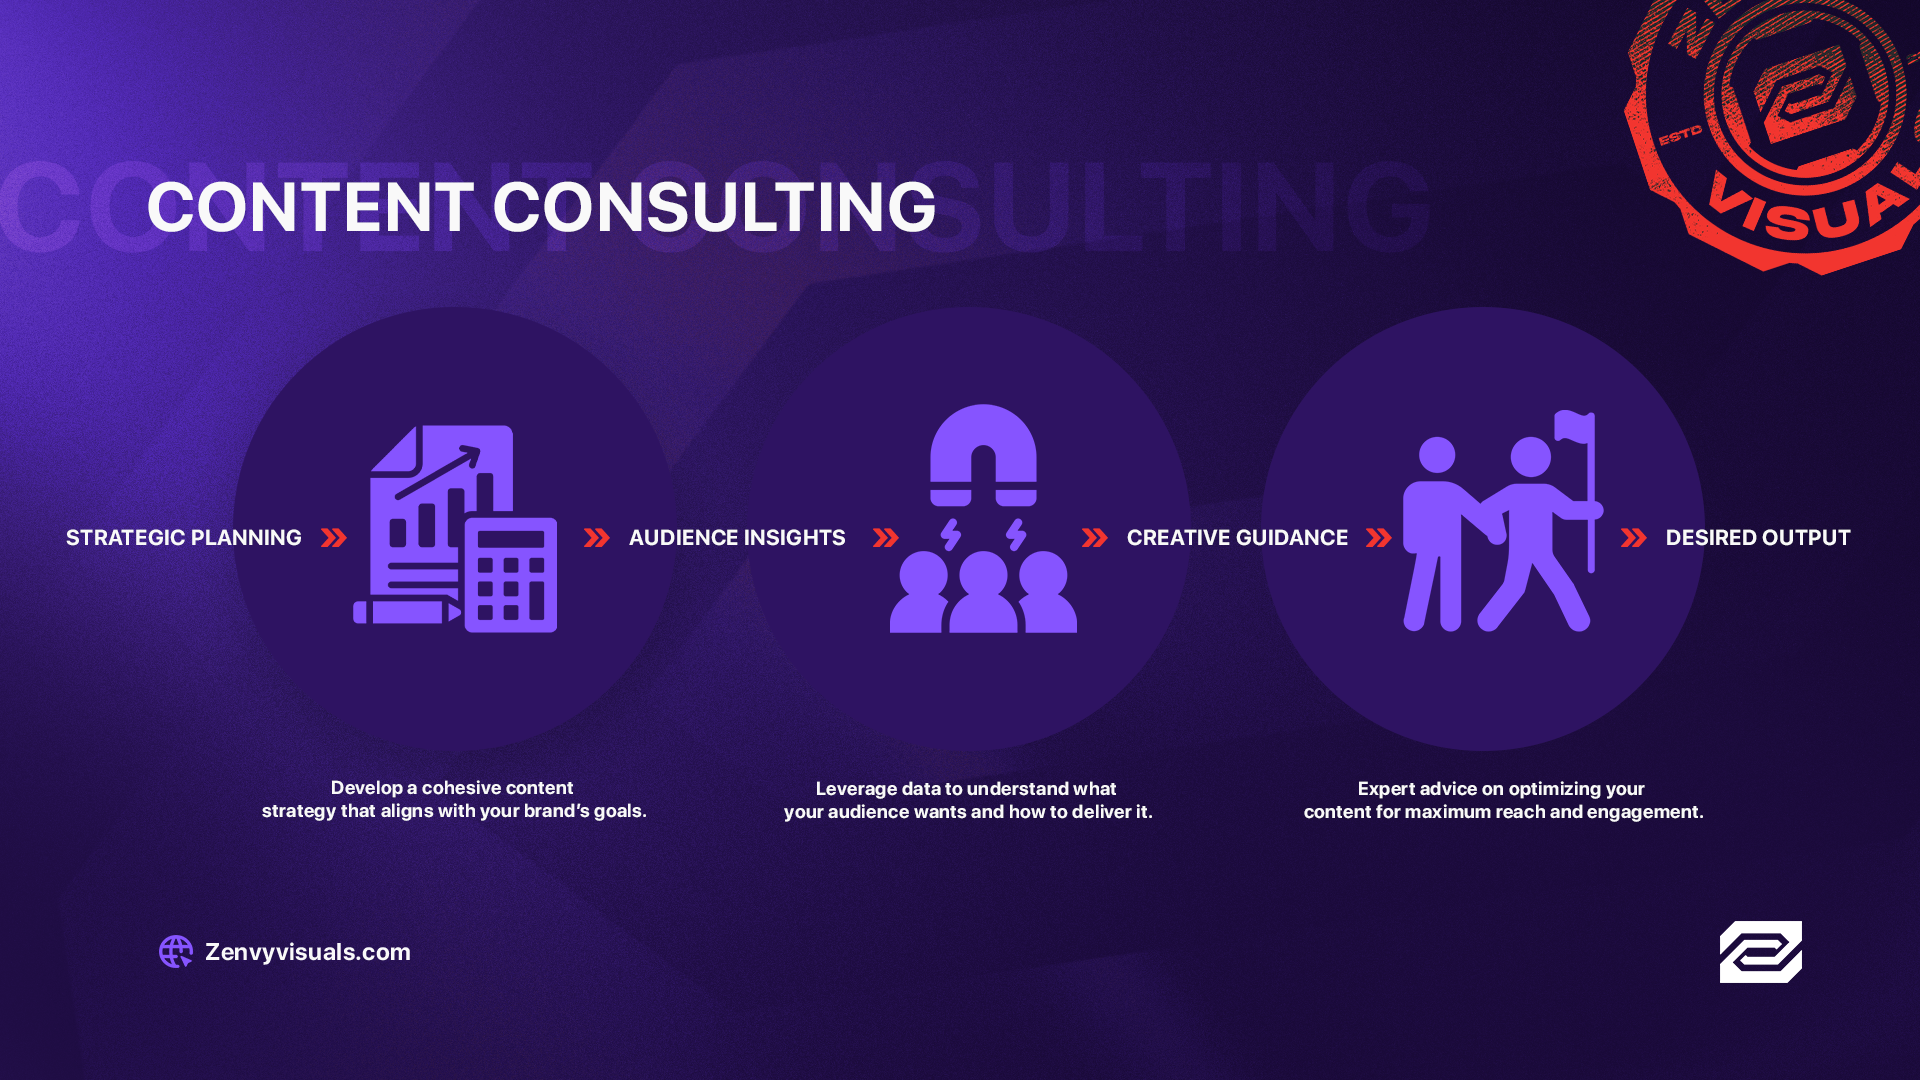 CONTENT CONSULTING
CONTENT CONSULTING
ESTD
STRATEGIC PLANNING
AUDIENCE INSIGHTS
CREATIVE GUIDANCE
DESIRED OUTPUT
Develop a cohesive content
strategy that aligns with your brand’s goals.
Leverage data to understand what
your audience wants and how to deliver it.
Expert advice on optimizing your
content for maximum reach and engagement.
Zenvyvisuals.com